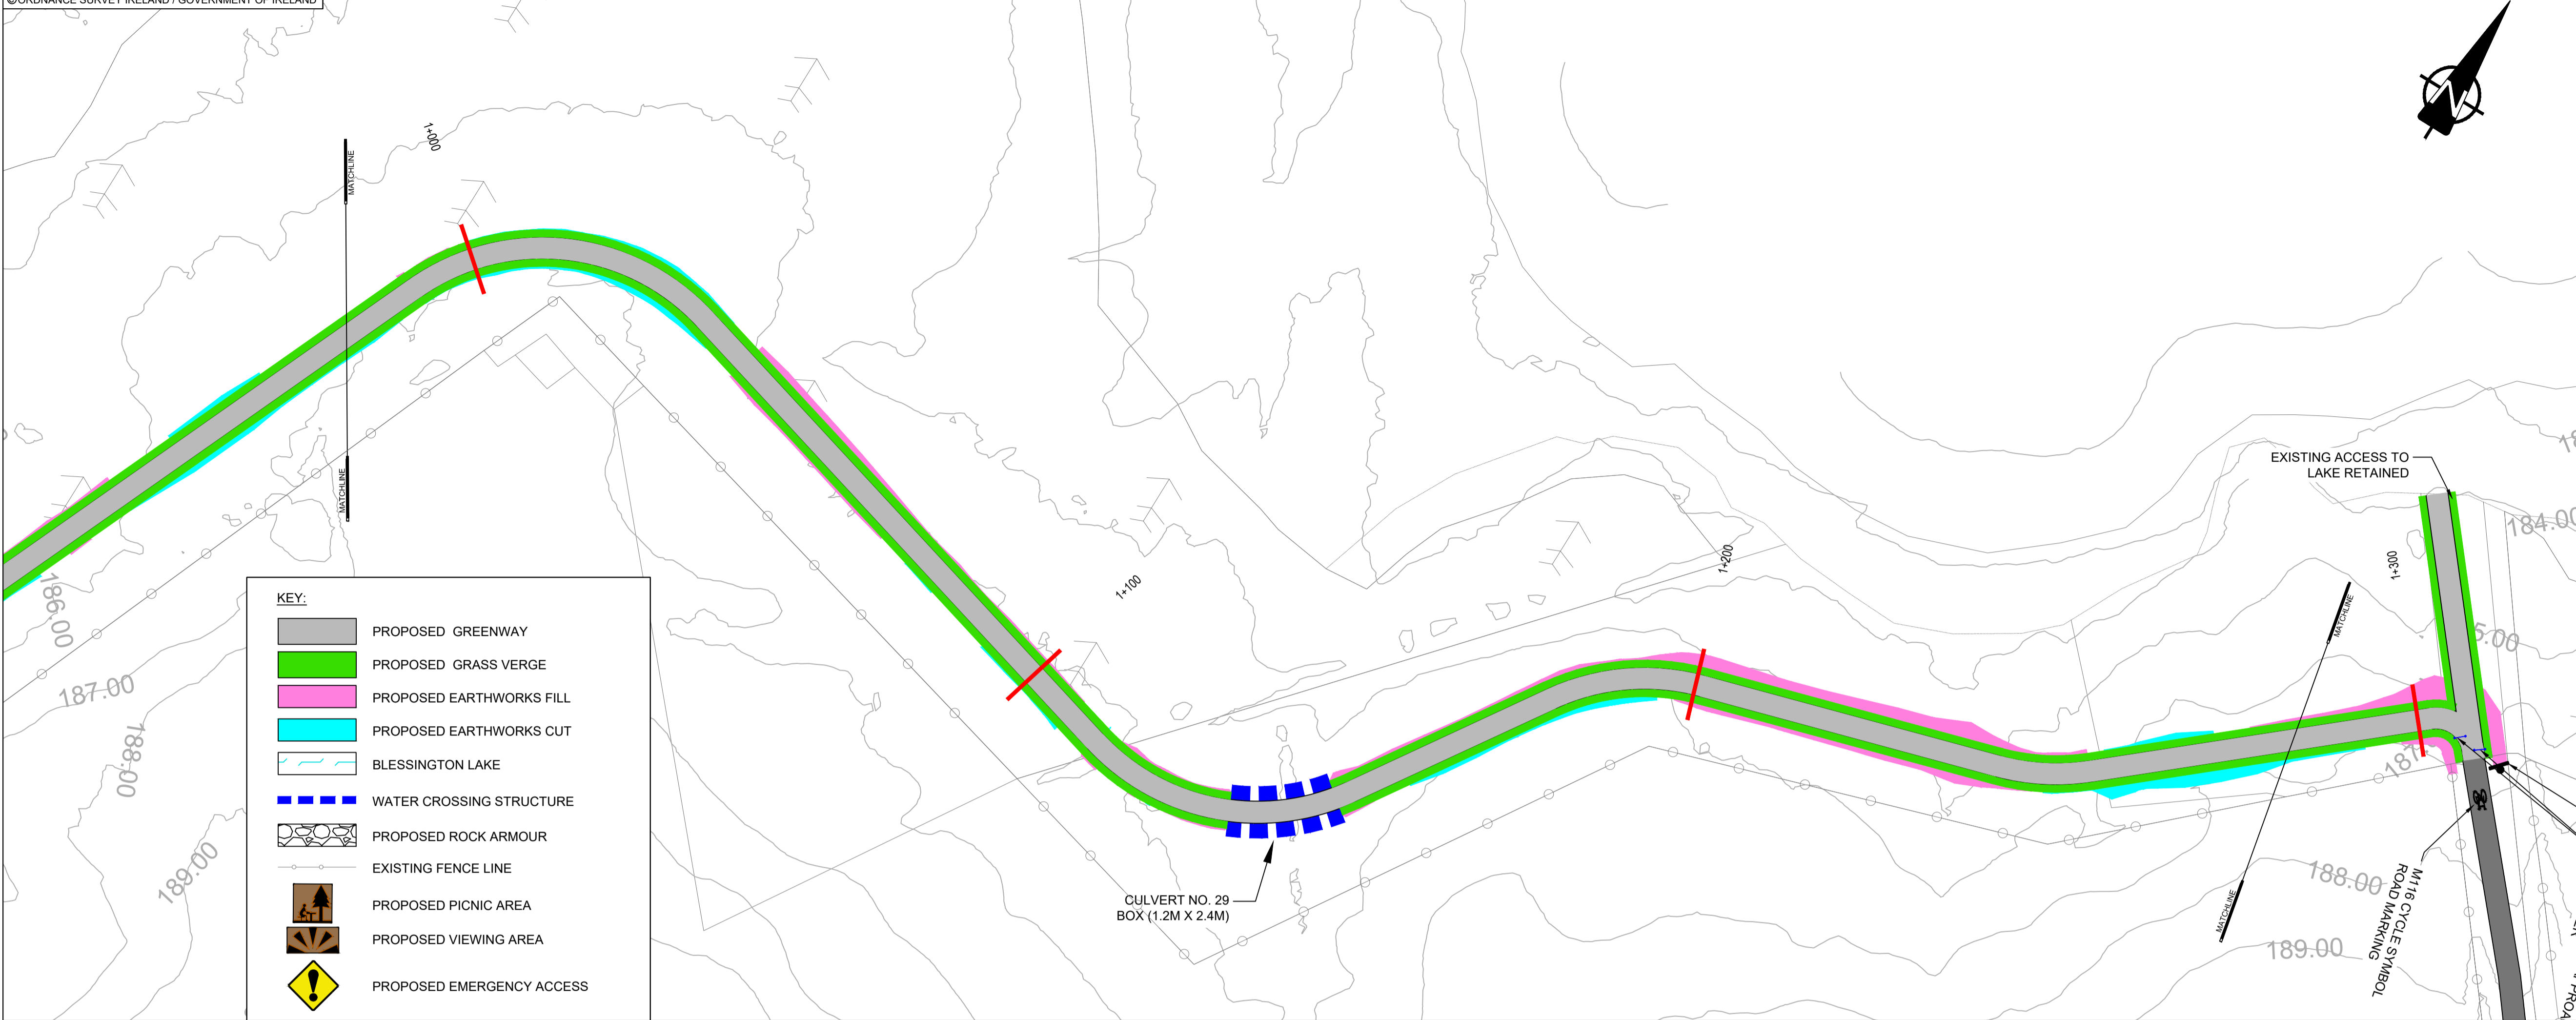 ©ORDNANCE SURVEY IRELAND / GOVERNMENT OF IRELAND
N
1+000
MATCHLINE
MATCHLINE
1+100
1+200
1+300
EXISTING ACCESS TO
LAKE RETAINED
184.00
5.00
MATCHLINE
MATCHLINE
186.00
187.00
188.00
189.00
187
188.00
189.00
CULVERT NO. 29
BOX (1.2M X 2.4M)
M116 CYCLE SYMBOL
ROAD MARKING
KEY:
PROPOSED GREENWAY
PROPOSED GRASS VERGE
PROPOSED EARTHWORKS FILL
PROPOSED EARTHWORKS CUT
BLESSINGTON LAKE
WATER CROSSING STRUCTURE
PROPOSED ROCK ARMOUR
EXISTING FENCE LINE
PROPOSED PICNIC AREA
PROPOSED VIEWING AREA
PROPOSED EMERGENCY ACCESS